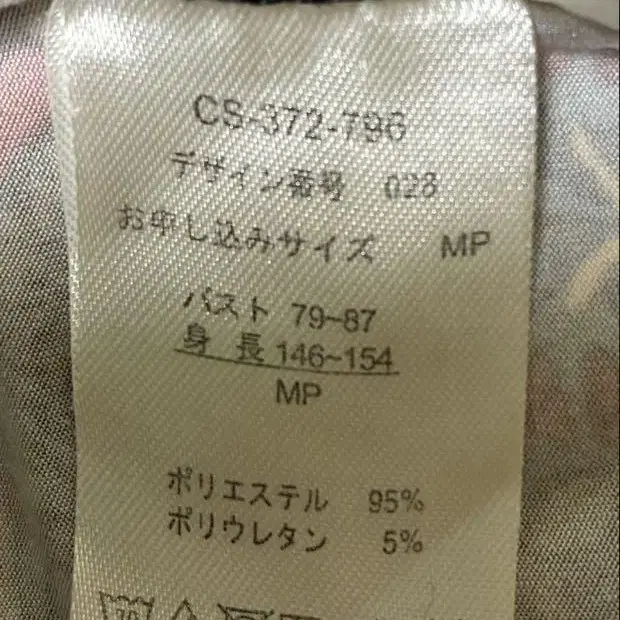 CS-372-796
デザイン番号 028
お申し込みサイズ MP
バスト 79~87
身長 146~154
MP
ポリエステル 95%
ポリウレタン 5%